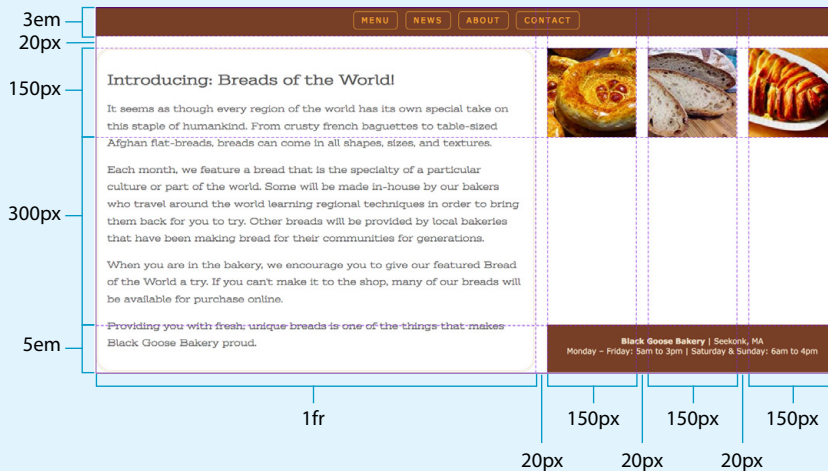 3em
20px
150px
300px
5em
MENU NEWS ABOUT CONTACT
Introducing: Breads of the World!
It seems as though every region of the world has its own special take on
this staple of humankind. From crusty french baguettes to table-sized
Afghan flat-breads, breads can come in all shapes, sizes, and textures.
Each month, we feature a bread that is the specialty of a particular
culture or part of the world. Some will be made in-house by our bakers
who travel around the world learning regional techniques in order to bring
them back for you to try. Other breads will be provided by local bakeries
that have been making bread for their communities for generations.
When you are in the bakery, we encourage you to give our featured Bread
of the World a try. If you can't make it to the shop, many of our breads will
be available for purchase online.
Providing you with fresh, unique breads is one of the things that makes
Black Goose Bakery proud.
Black Goose Bakery | Seekonk, MA
Monday – Friday: 5am to 3pm | Saturday & Sunday: 6am to 4pm
1fr 150px 150px 150px
20px 20px 20px